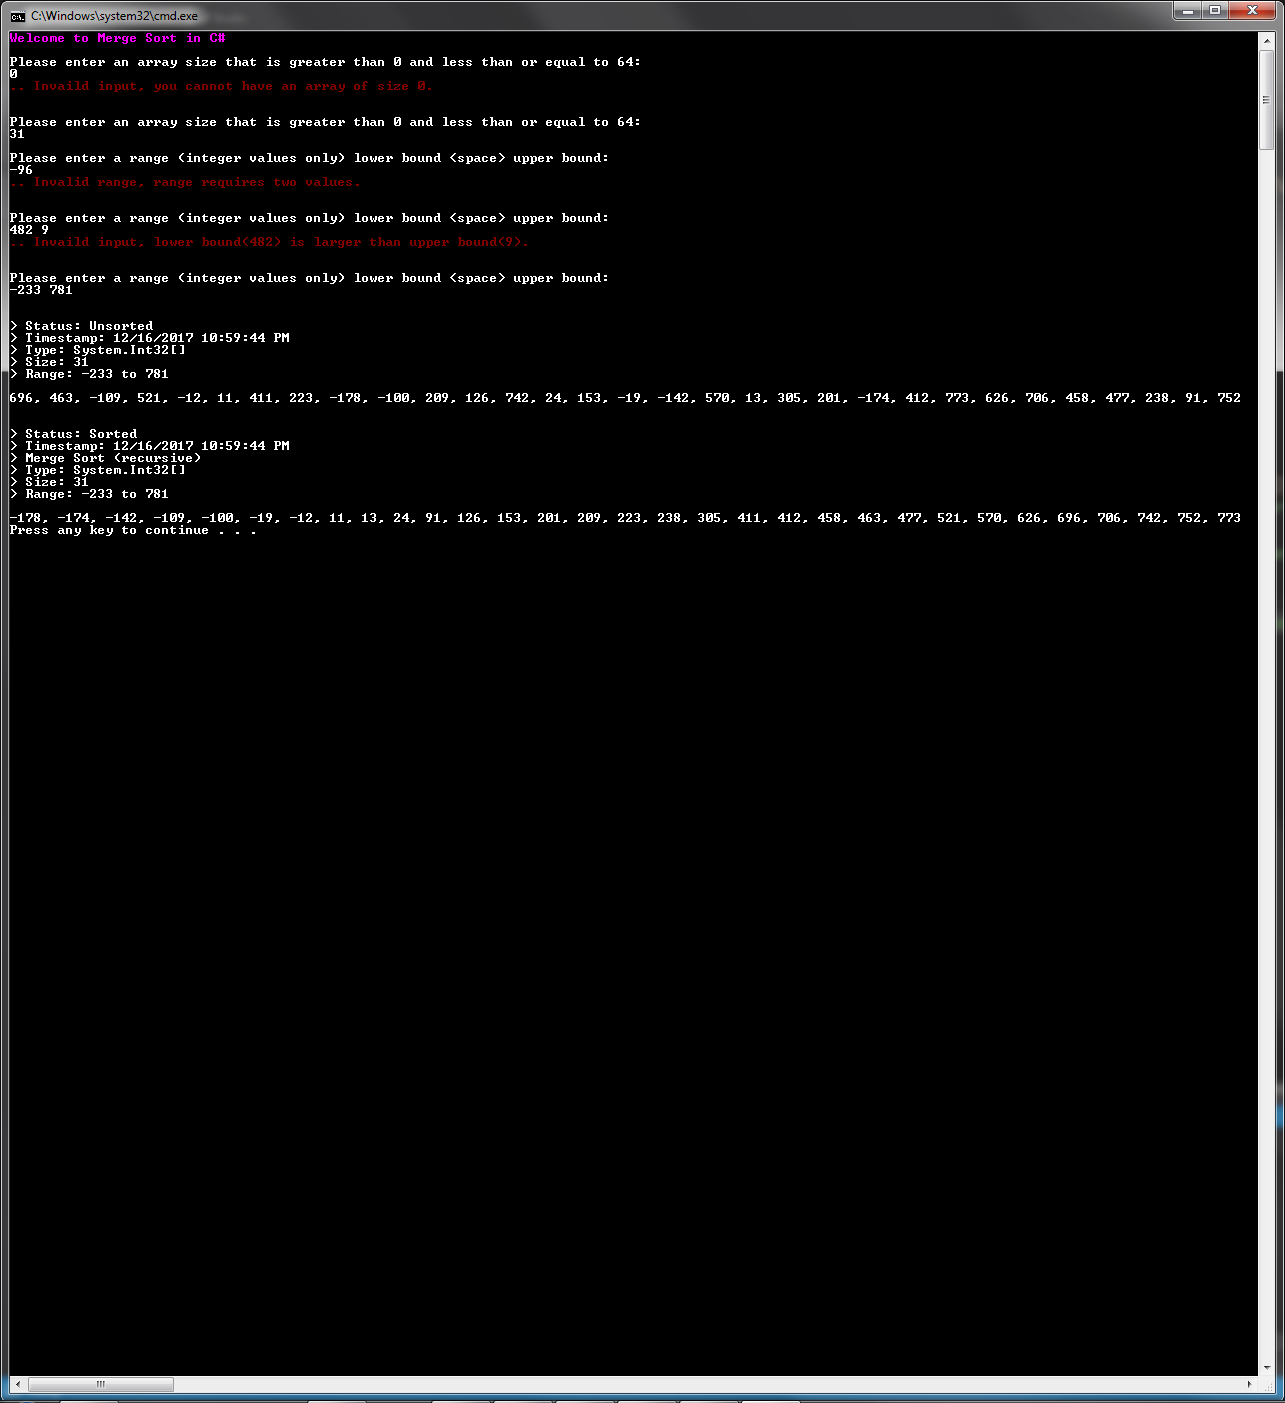 C:\Windows\system32\cmd.exe
Welcome to Merge Sort in C#
Please enter an array size that is greater than 0 and less than or equal to 64:
0
.. Invaild input, you cannot have an array of size 0.
Please enter an array size that is greater than 0 and less than or equal to 64:
31
Please enter a range (integer values only) lower bound <space> upper bound:
-96
.. Invalid range, range requires two values.
Please enter a range (integer values only) lower bound <space> upper bound:
482 9
.. Invaild input, lower bound(482) is larger than upper bound(9).
Please enter a range (integer values only) lower bound <space> upper bound:
-233 781
> Status: Unsorted
> Timestamp: 12/16/2017 10:59:44 PM
> Type: System.Int32[]
> Size: 31
> Range: -233 to 781
696, 463, -109, 521, -12, 11, 411, 223, -178, -100, 209, 126, 742, 24, 153, -19, -142, 570, 13, 305, 201, -174, 412, 773, 626, 706, 458, 477, 238, 91, 752
> Status: Sorted
> Timestamp: 12/16/2017 10:59:44 PM
> Merge Sort (recursive)
> Type: System.Int32[]
> Size: 31
> Range: -233 to 781
-178, -174, -142, -109, -100, -19, -12, 11, 13, 24, 91, 126, 153, 201, 209, 223, 238, 305, 411, 412, 458, 463, 477, 521, 570, 626, 696, 706, 742, 752, 773
Press any key to continue . . .